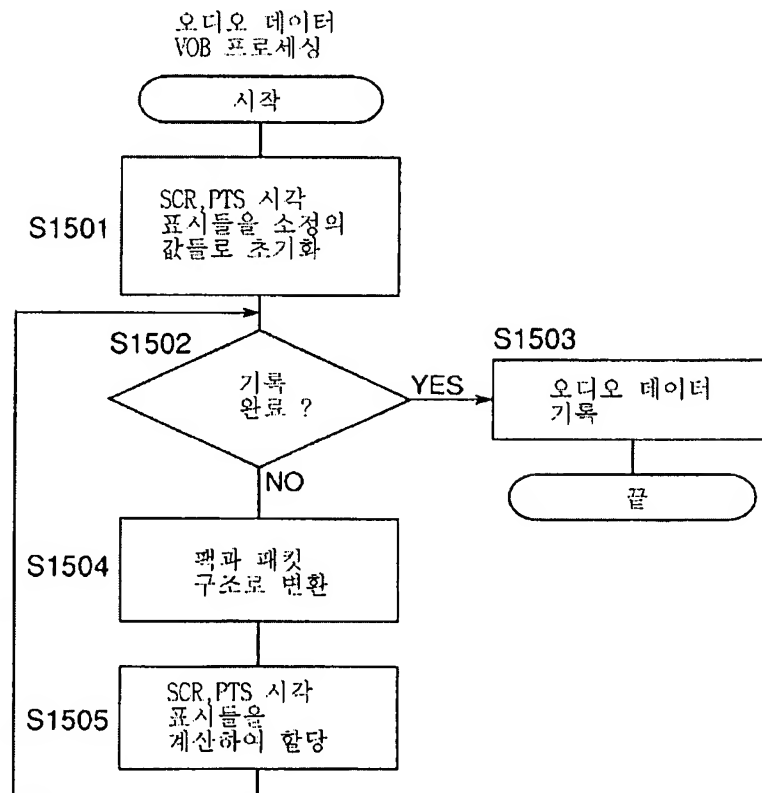 오디오 데이터
VOB 프로세싱
시작
S1501
SCR,PTS 시각
표시들을 소정의
값들로 초기화
S1502
기록
완료 ?
YES
S1503
오디오 데이터
기록
끝
NO
S1504
팩과 패킷
구조로 변환
S1505
SCR,PTS 시각
표시들을
계산하여 할당